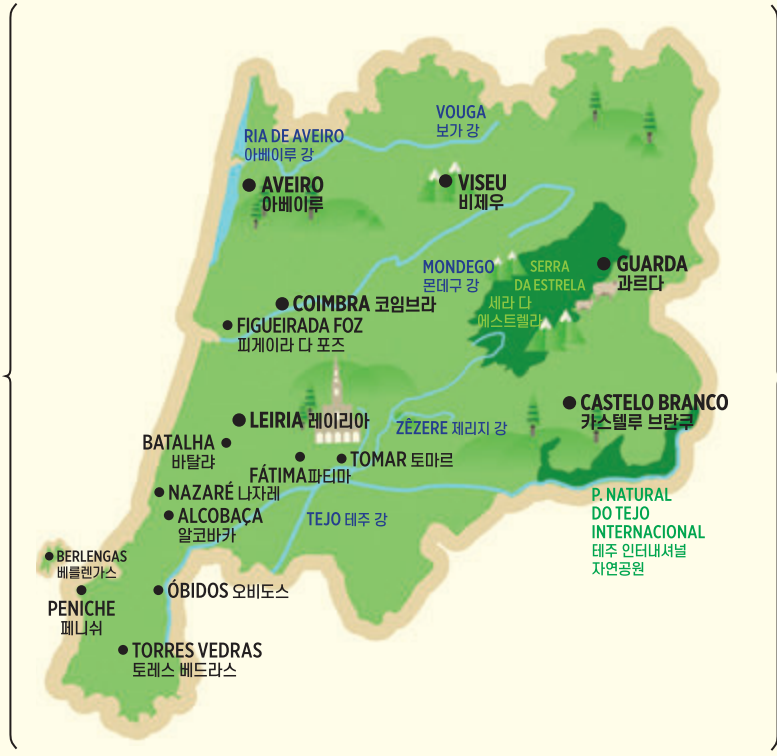 VOUGA
보가 강
RIA DE AVEIRO
아베이루 강
AVEIRO
아베이루
VISEU
비제우
MONDEGO
몬데구 강
SERRA
DA ESTRELA
세라 다
에스트렐라
GUARDA
과르다
COIMBRA 코임브라
FIGUEIRADA FOZ
피게이라 다 포즈
LEIRIA 레이리아
CASTELO BRANCO
캬스텔루 브란쿠
ZÊZERE 제리지 강
BATALHA
바탈랴
FÁTIMA파티마
TOMAR 토마르
NAZARÉ 나자레
ALCOBAÇA
알코바카
TEJO 테주 강
P. NATURAL
DO TEJO
INTERNACIONAL
테주 인터내셔널
자연공원
BERLENGAS
베를렌가스
PENICHE
페니쉬
ÓBIDOS 오비도스
TORRES VEDRAS
토레스 베드라스